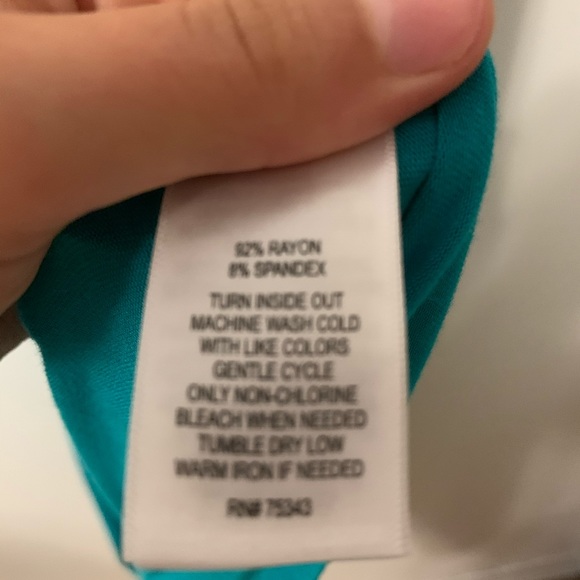 92% RAYON
8% SPANDEX
TURN INSIDE OUT
MACHINE WASH COLD
WITH LIKE COLORS
GENTLE CYCLE
ONLY NON-CHLORINE
BLEACH WHEN NEEDED
TUMBLE DRY LOW
WARM IRON IF NEEDED
RN# 75343